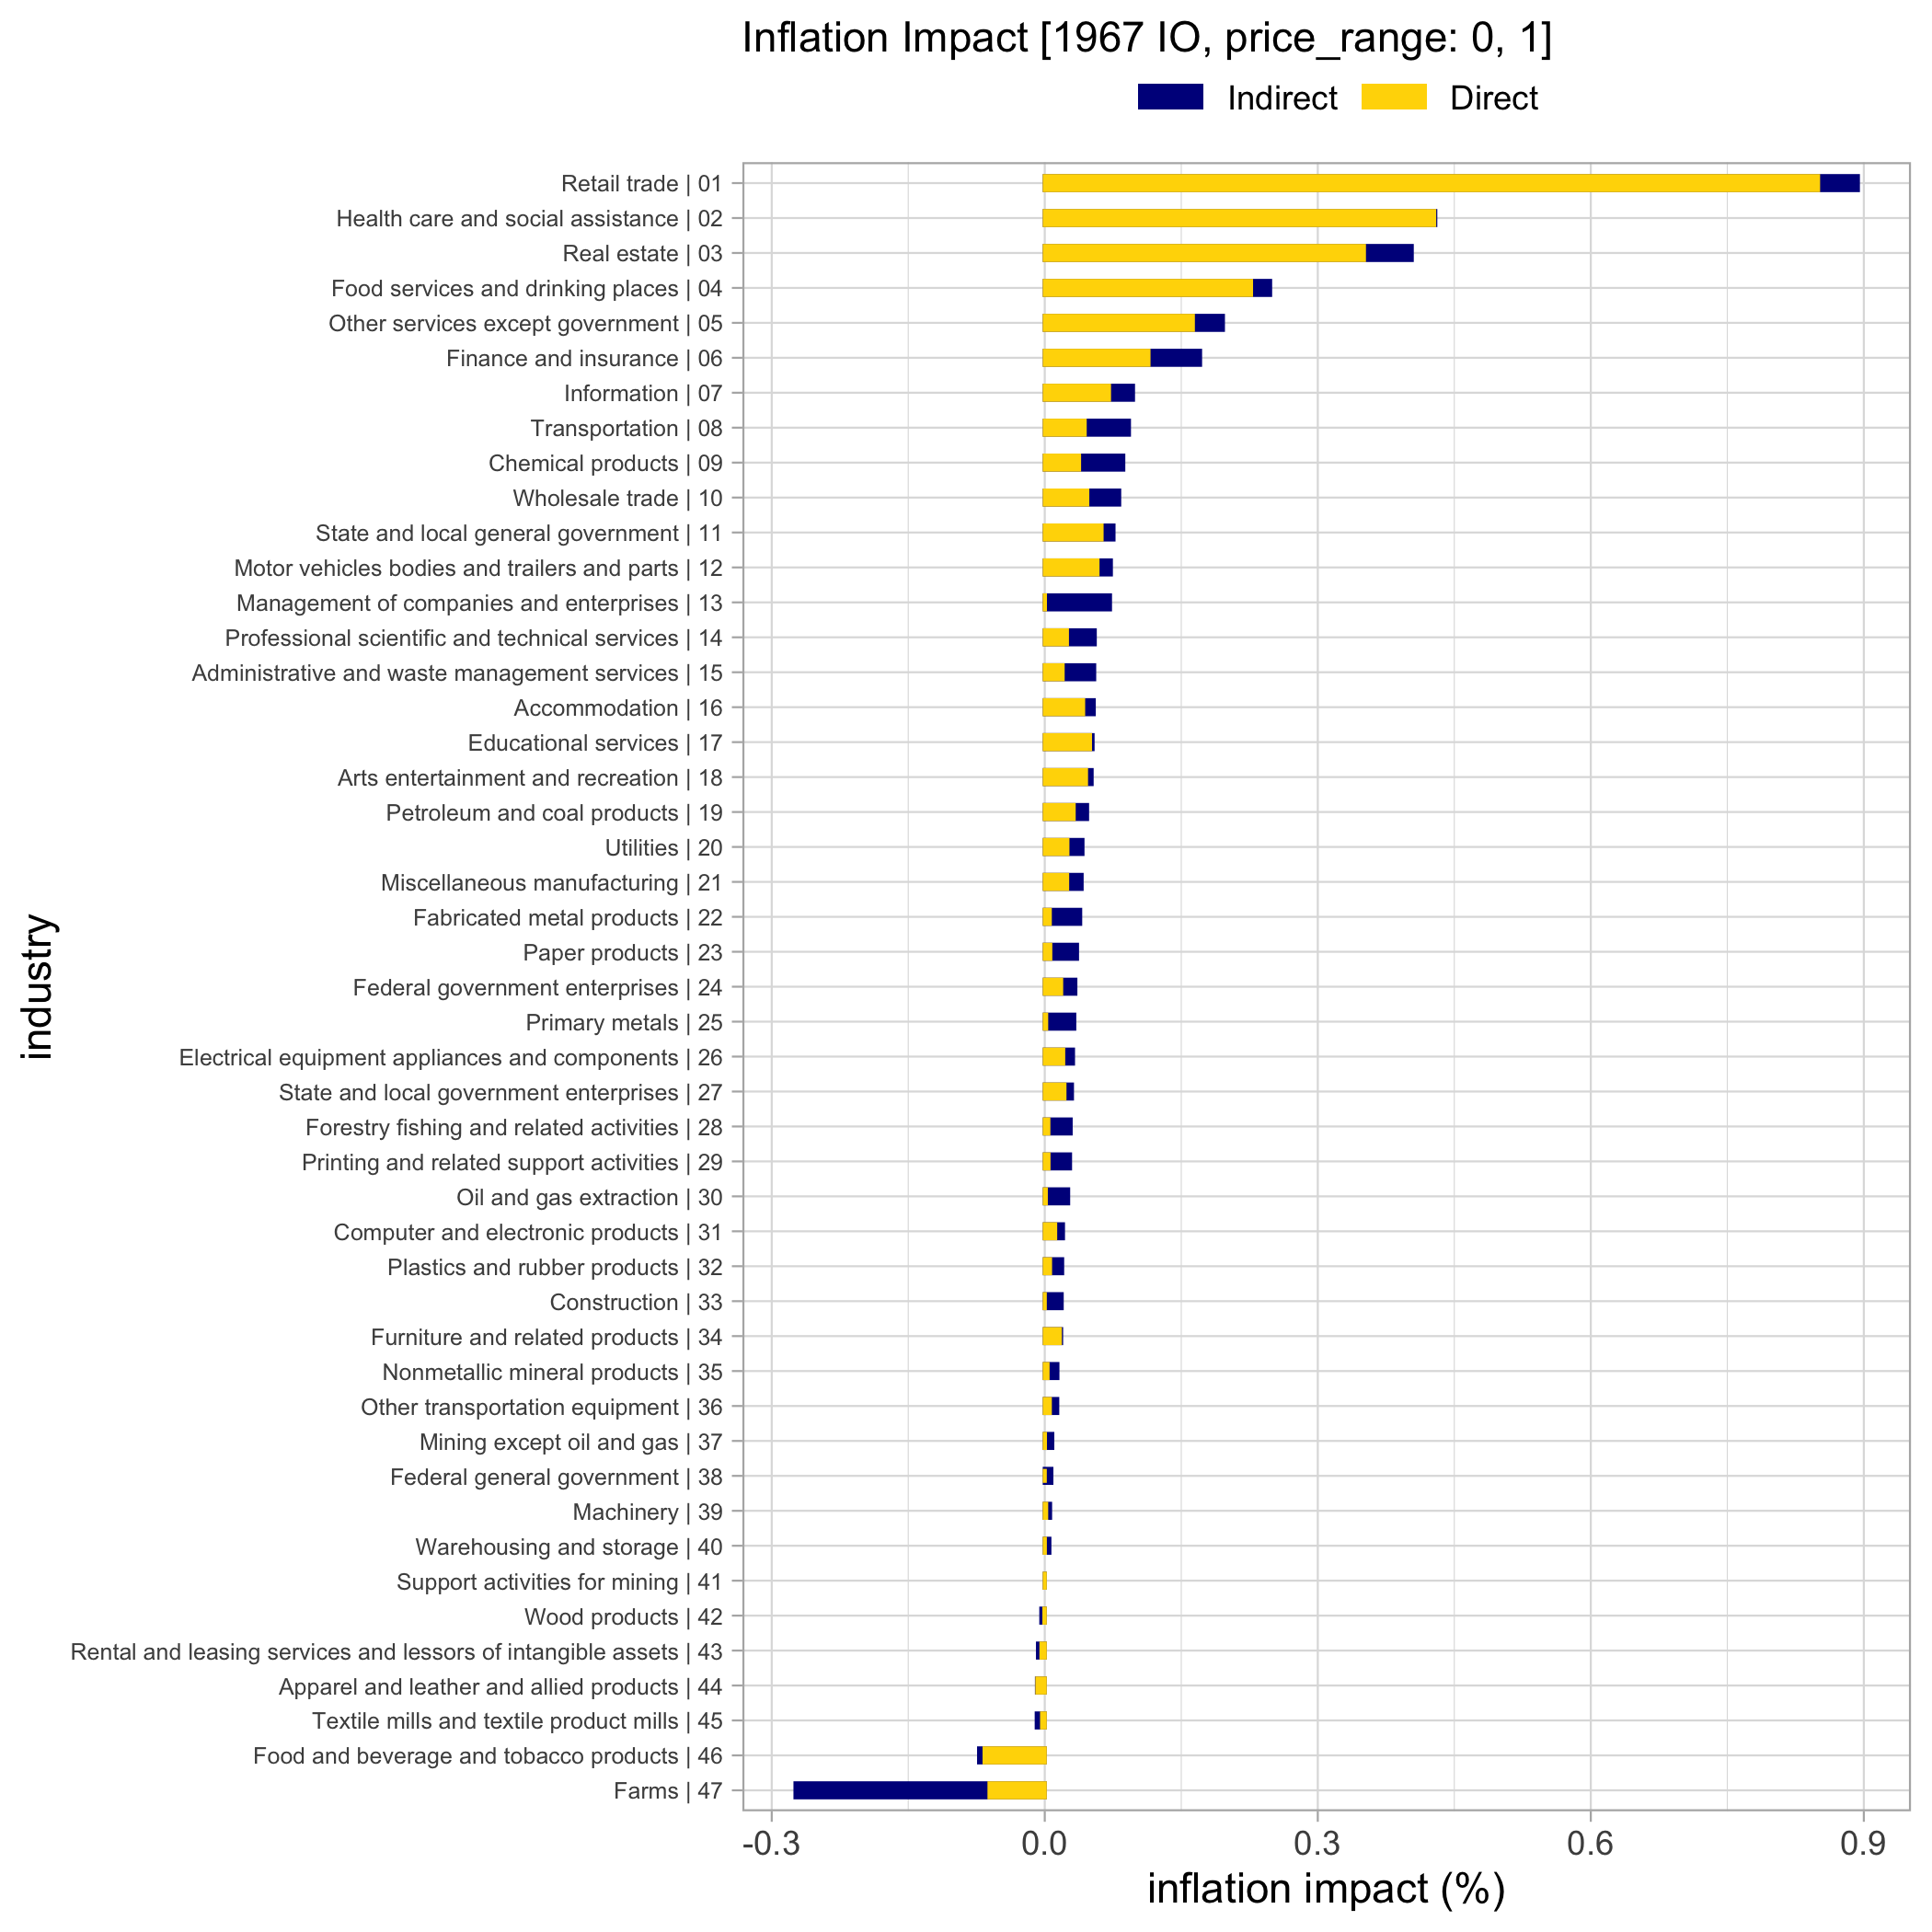 Inflation Impact [1967 IO, price_range: 0, 1]
Indirect Direct
Retail trade | 01
Health care and social assistance | 02
Real estate | 03
Food services and drinking places | 04
Other services except government | 05
Finance and insurance | 06
Information | 07
Transportation | 08
Chemical products | 09
Wholesale trade | 10
State and local general government | 11
Motor vehicles bodies and trailers and parts | 12
Management of companies and enterprises | 13
Professional scientific and technical services | 14
Administrative and waste management services | 15
Accommodation | 16
Educational services | 17
Arts entertainment and recreation | 18
Petroleum and coal products | 19
Utilities | 20
Miscellaneous manufacturing | 21
Fabricated metal products | 22
Paper products | 23
Federal government enterprises | 24
Primary metals | 25
Electrical equipment appliances and components | 26
State and local government enterprises | 27
Forestry fishing and related activities | 28
Printing and related support activities | 29
Oil and gas extraction | 30
Computer and electronic products | 31
Plastics and rubber products | 32
Construction | 33
Furniture and related products | 34
Nonmetallic mineral products | 35
Other transportation equipment | 36
Mining except oil and gas | 37
Federal general government | 38
Machinery | 39
Warehousing and storage | 40
Support activities for mining | 41
Wood products | 42
Rental and leasing services and lessors of intangible assets | 43
Apparel and leather and allied products | 44
Textile mills and textile product mills | 45
Food and beverage and tobacco products | 46
Farms | 47
industry
-0.3 0.0 0.3 0.6 0.9
inflation impact (%)